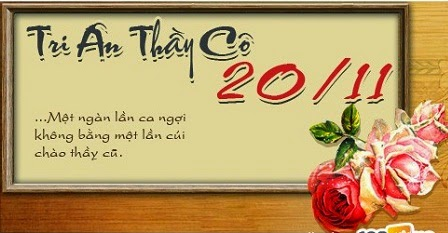 Tri Ân Thầy Cô
20/11
...Một ngàn lần ca ngợi
không bằng một lần cúi
chào thầy cũ.